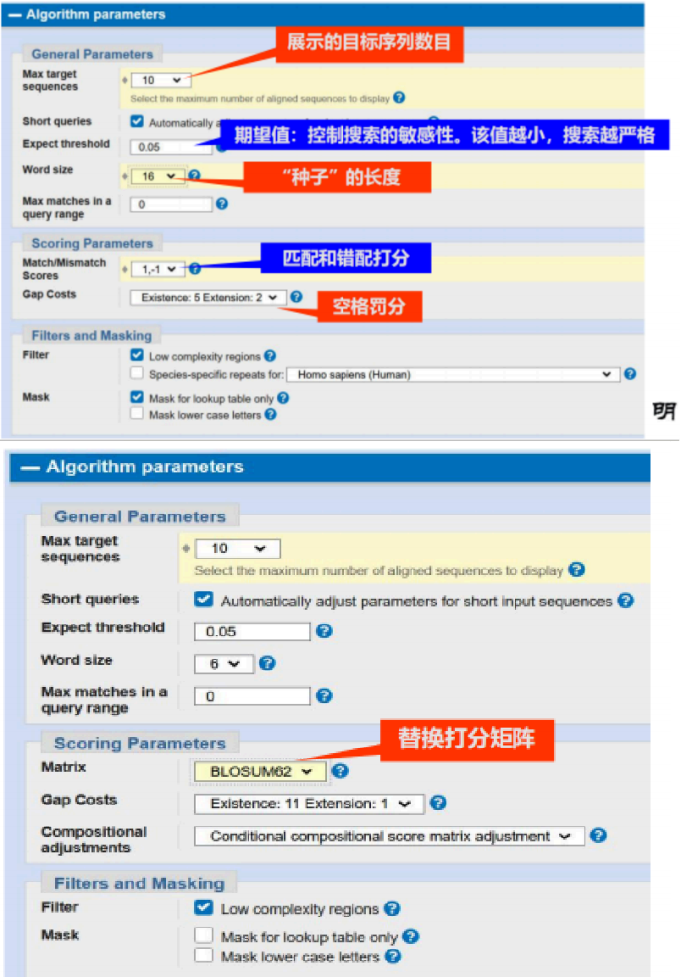 Algorithm parameters
General Parameters
展示的目标序列数目
Max target sequences
10
Select the maximum number of aligned sequences to display
Short queries
Automatically a
Expect threshold
0.05
期望值：控制搜索的敏感性。该值越小，搜索越严格
Word size
16
“种子”的长度
Max matches in a query range
0
Scoring Parameters
Match/Mismatch Scores
1,-1
匹配和错配打分
Gap Costs
Existence: 5 Extension: 2
空格罚分
Filters and Masking
Filter
Low complexity regions
Species-specific repeats for: Homo sapiens (Human)
Mask
Mask for lookup table only
Mask lower case letters
明
Algorithm parameters
General Parameters
Max target sequences
10
Select the maximum number of aligned sequences to display
Short queries
Automatically adjust parameters for short input sequences
Expect threshold
0.05
Word size
6
Max matches in a query range
0
Scoring Parameters
替换打分矩阵
Matrix
BLOSUM62
Gap Costs
Existence: 11 Extension: 1
Compositional adjustments
Conditional compositional score matrix adjustment
Filters and Masking
Filter
Low complexity regions
Mask
Mask for lookup table only
Mask lower case letters